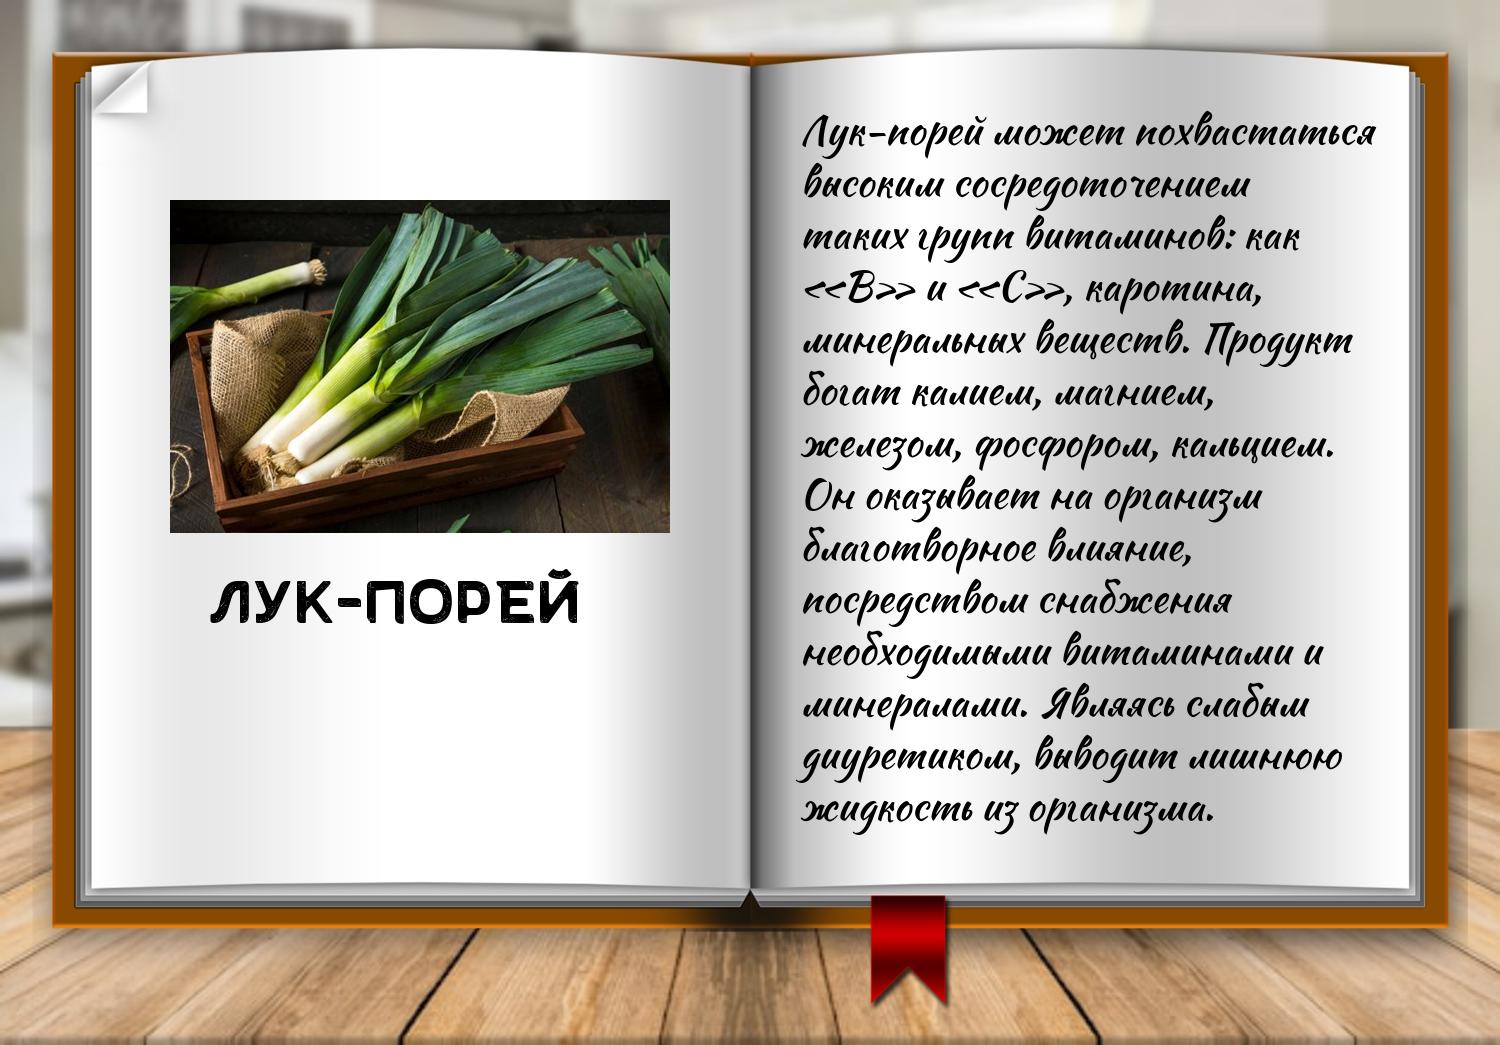 ЛУК-ПОРЕЙ
Лук-порей может похвастаться
высоким сосредоточением
таких групп витаминов: как
<<В>> и <<С>>, каротина,
минеральных веществ. Продукт
богат калием, магнием,
железом, фосфором, кальцием.
Он оказывает на организм
благотворное влияние,
посредством снабжения
необходимыми витаминами и
минералами. Являясь слабым
диуретиком, выводит лишнюю
жидкость из организма.